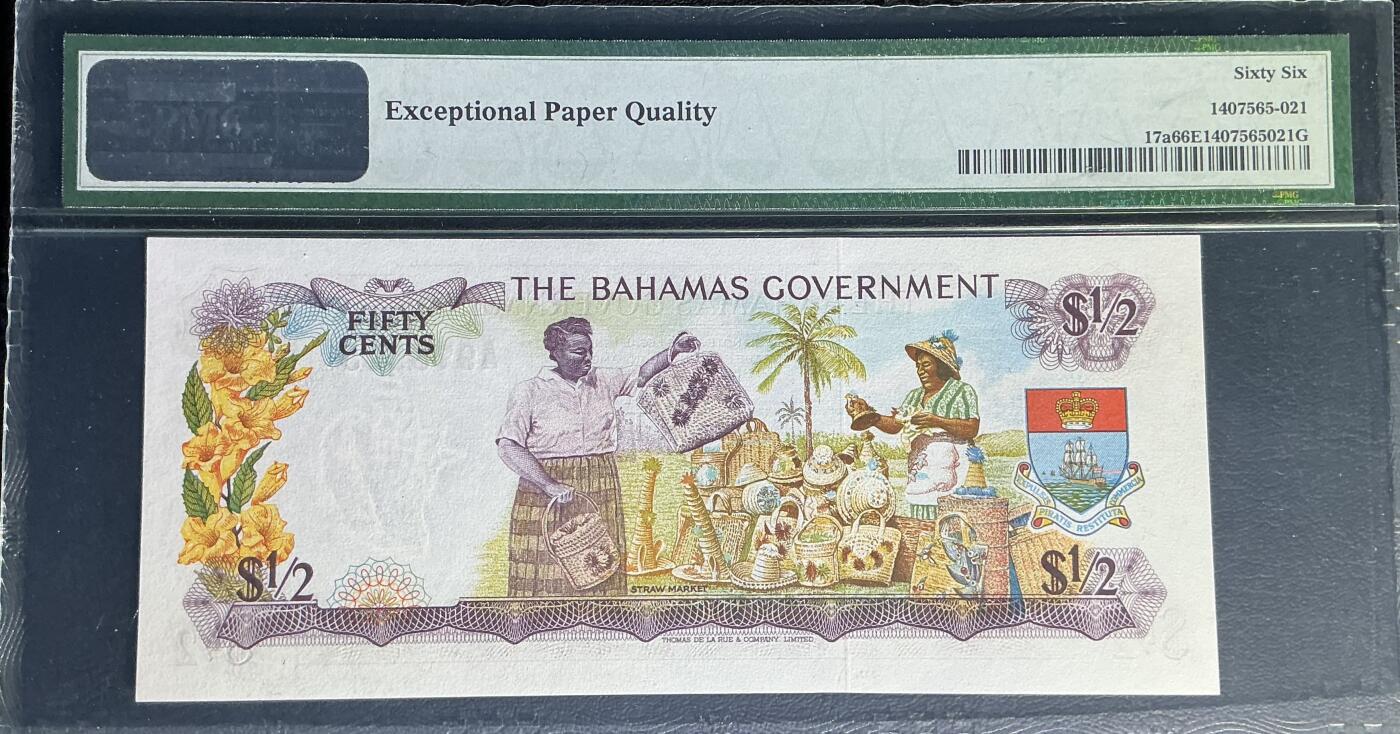 Exceptional Paper Quality
Sixty Six
1407565-021
17a66E1407565021G
PMG
THE BAHAMAS GOVERNMENT
FIFTY
CENTS
$1/2
EXPULSIS PIRATIS RESTITUTA COMMERCIA
$1/2
$1/2
STRAW MARKET
THOMAS DE LA RUE & COMPANY, LIMITED.